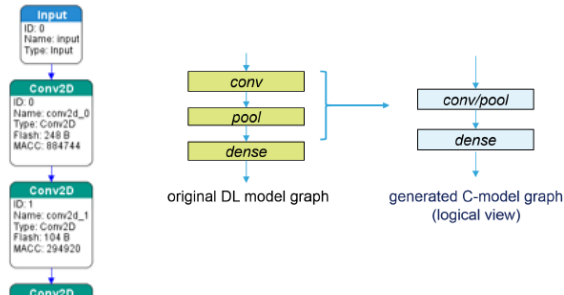 Input
ID: 0
Name: input
Type: Input
Conv2D
ID: 0
Name: conv2d_0
Type: Conv2D
Flash: 248 B
MACC: 884744
Conv2D
ID: 1
Name: conv2d_1
Type: Conv2D
Flash: 104 B
MACC: 294920
Conv2D
conv
pool
dense
original DL model graph
conv/pool
dense
generated C-model graph
(logical view)